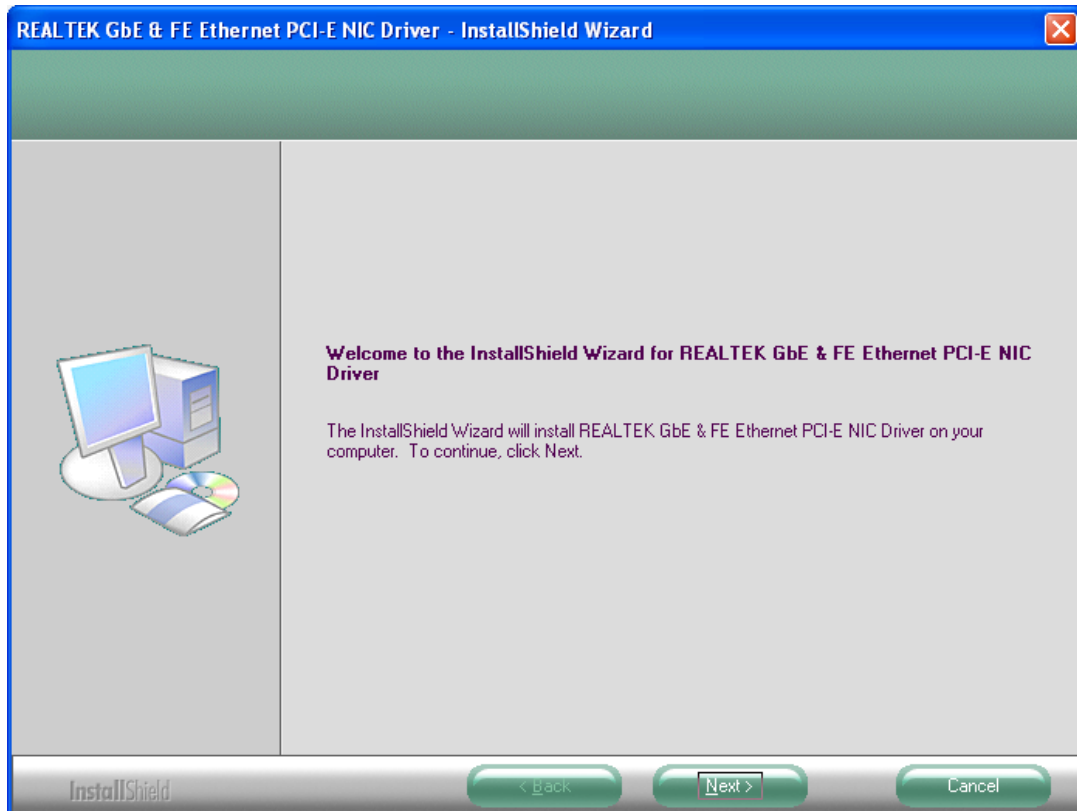 REALTEK GbE & FE Ethernet PCI-E NIC Driver - InstallShield Wizard
Welcome to the InstallShield Wizard for REALTEK GbE & FE Ethernet PCI-E NIC
Driver
The InstallShield Wizard will install REALTEK GbE & FE Ethernet PCI-E NIC Driver on your
computer. To continue, click Next.
InstallShield
< Back
Next >
Cancel